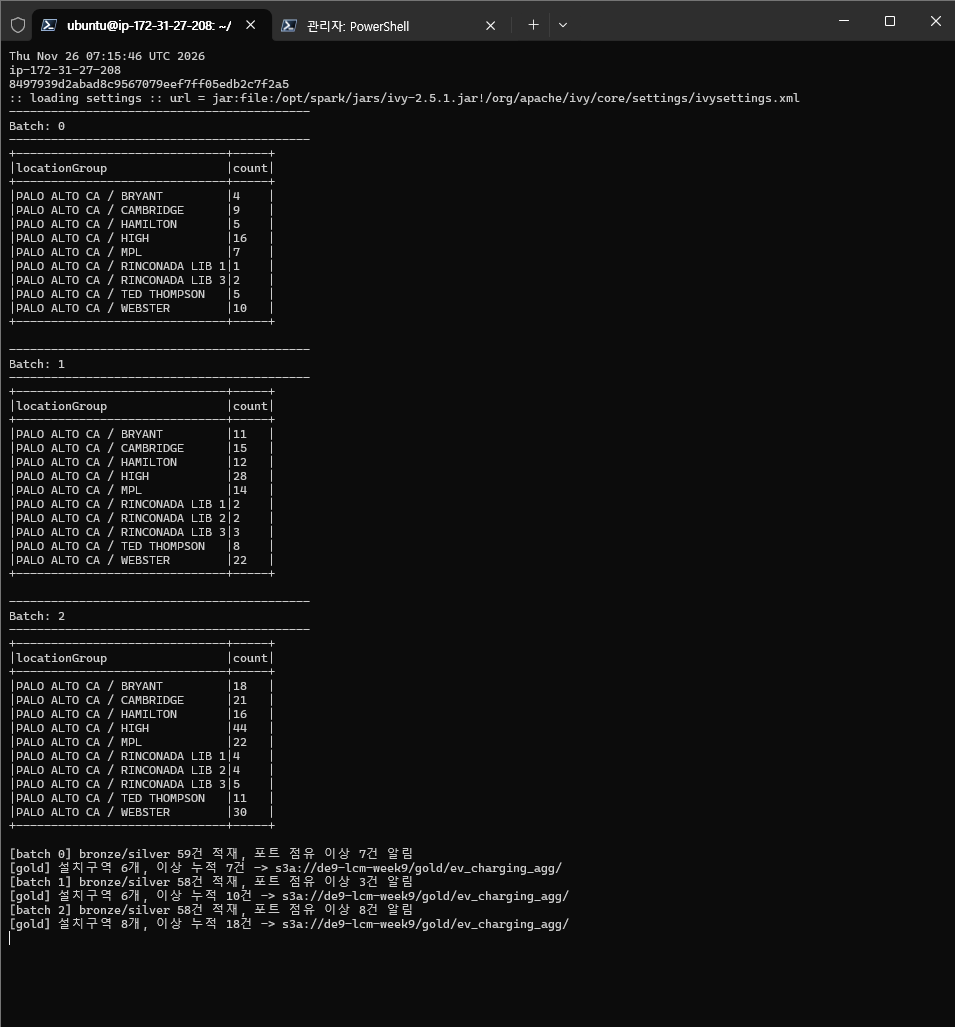 ubuntu@ip-172-31-27-208: ~/
관리자: PowerShell
Thu Nov 26 07:15:46 UTC 2026
ip-172-31-27-208
8497939d2abad8c9567079eef7ff05edb2c7f2a5
:: loading settings :: url = jar:file:/opt/spark/jars/ivy-2.5.1.jar!/org/apache/ivy/core/settings/ivysettings.xml
-------------------------------------------
Batch: 0
-------------------------------------------
+------------------------------+-----+
|locationGroup                 |count|
+------------------------------+-----+
|PALO ALTO CA / BRYANT         |4    |
|PALO ALTO CA / CAMBRIDGE      |9    |
|PALO ALTO CA / HAMILTON       |5    |
|PALO ALTO CA / HIGH           |16   |
|PALO ALTO CA / MPL            |7    |
|PALO ALTO CA / RINCONADA LIB 1|1    |
|PALO ALTO CA / RINCONADA LIB 3|2    |
|PALO ALTO CA / TED THOMPSON   |5    |
|PALO ALTO CA / WEBSTER        |10   |
+------------------------------+-----+
-------------------------------------------
Batch: 1
-------------------------------------------
+------------------------------+-----+
|locationGroup                 |count|
+------------------------------+-----+
|PALO ALTO CA / BRYANT         |11   |
|PALO ALTO CA / CAMBRIDGE      |15   |
|PALO ALTO CA / HAMILTON       |12   |
|PALO ALTO CA / HIGH           |28   |
|PALO ALTO CA / MPL            |14   |
|PALO ALTO CA / RINCONADA LIB 1|2    |
|PALO ALTO CA / RINCONADA LIB 2|2    |
|PALO ALTO CA / RINCONADA LIB 3|3    |
|PALO ALTO CA / TED THOMPSON   |8    |
|PALO ALTO CA / WEBSTER        |22   |
+------------------------------+-----+
-------------------------------------------
Batch: 2
-------------------------------------------
+------------------------------+-----+
|locationGroup                 |count|
+------------------------------+-----+
|PALO ALTO CA / BRYANT         |18   |
|PALO ALTO CA / CAMBRIDGE      |21   |
|PALO ALTO CA / HAMILTON       |16   |
|PALO ALTO CA / HIGH           |44   |
|PALO ALTO CA / MPL            |22   |
|PALO ALTO CA / RINCONADA LIB 1|4    |
|PALO ALTO CA / RINCONADA LIB 2|4    |
|PALO ALTO CA / RINCONADA LIB 3|5    |
|PALO ALTO CA / TED THOMPSON   |11   |
|PALO ALTO CA / WEBSTER        |30   |
+------------------------------+-----+
[batch 0] bronze/silver 59건 적재, 포트 점유 이상 7건 알림
[gold] 설치구역 6개, 이상 누적 7건 -> s3a://de9-lcm-week9/gold/ev_charging_agg/
[batch 1] bronze/silver 58건 적재, 포트 점유 이상 3건 알림
[gold] 설치구역 6개, 이상 누적 10건 -> s3a://de9-lcm-week9/gold/ev_charging_agg/
[batch 2] bronze/silver 58건 적재, 포트 점유 이상 8건 알림
[gold] 설치구역 8개, 이상 누적 18건 -> s3a://de9-lcm-week9/gold/ev_charging_agg/